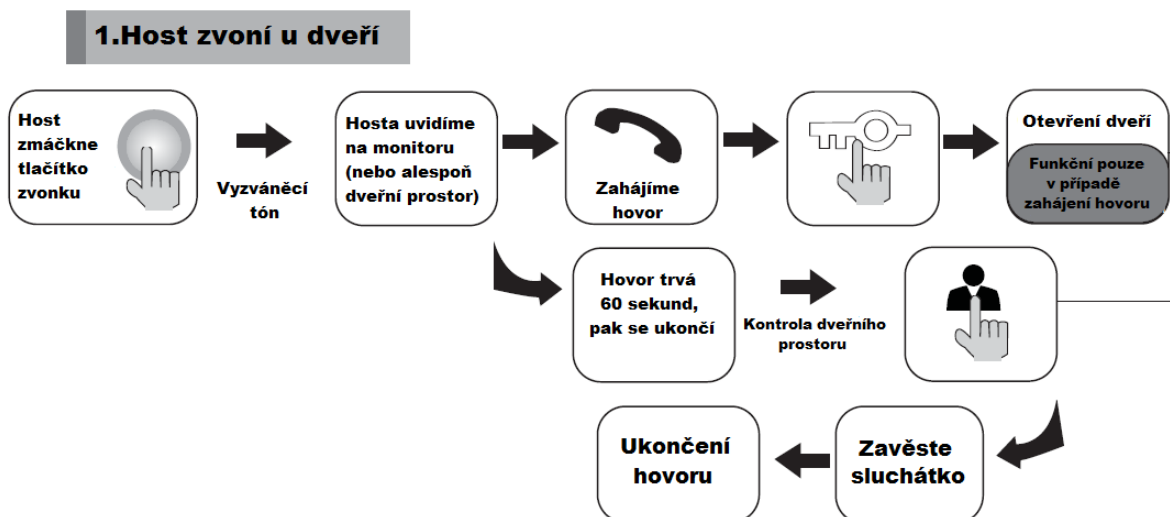 1.Host zvoní u dveří
Host
zmáčkne
tlačítko
zvonku
Vyzváněcí
tón
Hosta uvidíme
na monitoru
(nebo alespoň
dveřní prostor)
Zahájíme
hovor
Otevření dveří
Funkční pouze
v případě
zahájení hovoru
Hovor trvá
60 sekund,
pak se ukončí
Kontrola dveřního
prostoru
Zavěste
sluchátko
Ukončení
hovoru